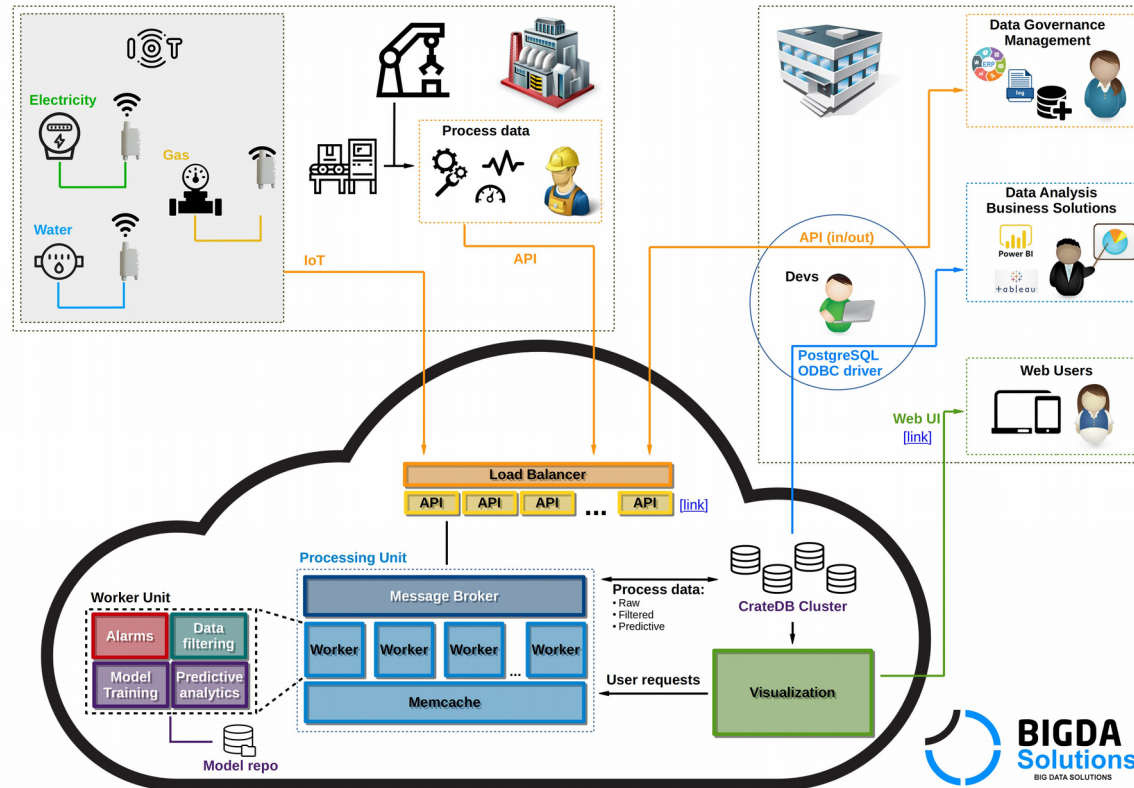 IOT
Electricity
Gas
Water
Process data
IoT
API
Data Governance
Management
ERP
log
API (in/out)
Devs
Data Analysis
Business Solutions
Power BI
+ableau
PostgreSQL
ODBC driver
Web Users
Web UI
[link]
Load Balancer
API
API
API
...
API
[link]
Processing Unit
Message Broker
Worker
Worker
Worker
...
Worker
Memcache
Worker Unit
Alarms
Data
filtering
Model
Training
Predictive
analytics
Model repo
Process data:
• Raw
• Filtered
• Predictive
CrateDB Cluster
User requests
Visualization
BIGDA
Solutions
BIG DATA SOLUTIONS